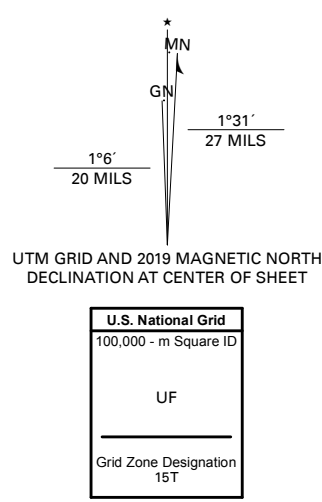 ★
MN
GN
1°31´
27 MILS
1°6´
20 MILS
UTM GRID AND 2019 MAGNETIC NORTH
DECLINATION AT CENTER OF SHEET
U.S. National Grid
100,000 - m Square ID
UF
Grid Zone Designation
15T